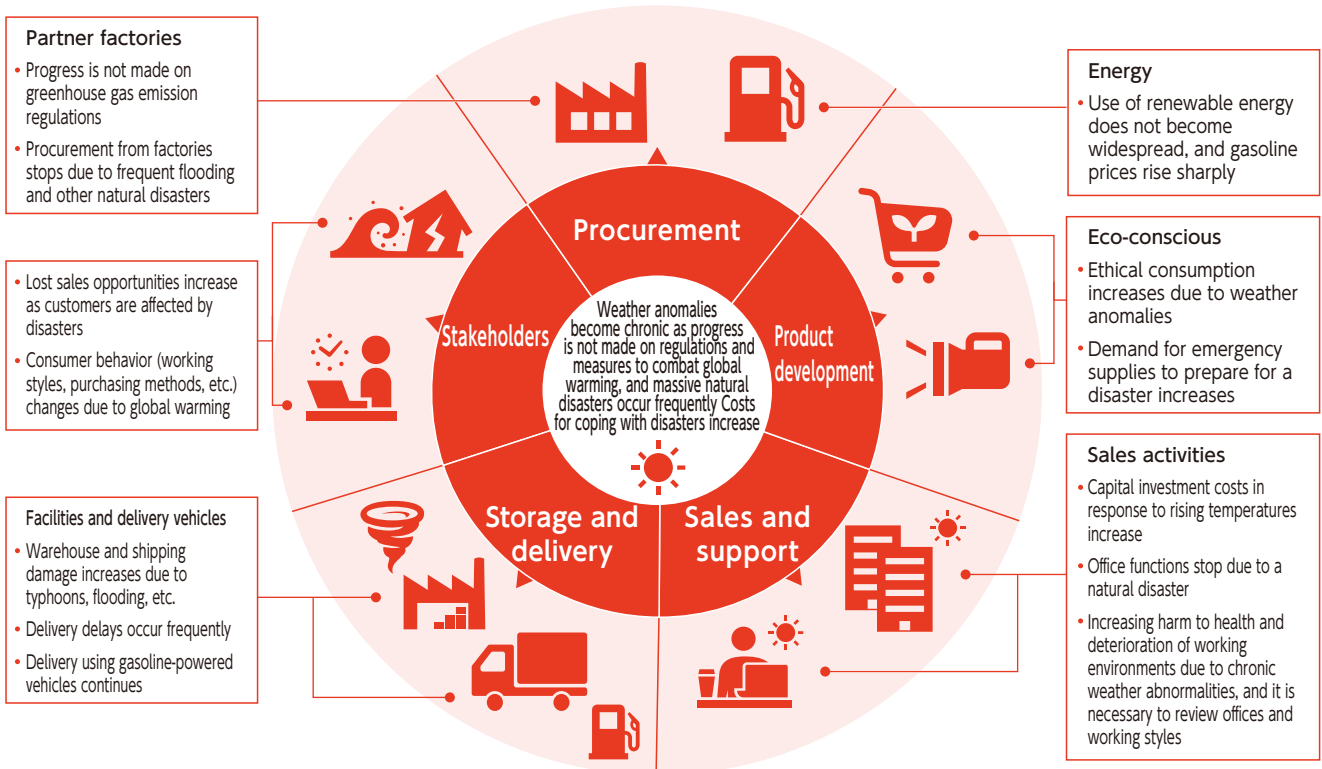 Partner factories
• Progress is not made on
greenhouse gas emission
regulations
• Procurement from factories
stops due to frequent flooding
and other natural disasters
• Lost sales opportunities increase
as customers are affected by
disasters
• Consumer behavior (working
styles, purchasing methods, etc.)
changes due to global warming
Facilities and delivery vehicles
• Warehouse and shipping
damage increases due to
typhoons, flooding, etc.
• Delivery delays occur frequently
• Delivery using gasoline-powered
vehicles continues
Procurement
Stakeholders
Product
development
Storage and
delivery
Sales and
support
Weather anomalies
become chronic as progress
is not made on regulations and
measures to combat global
warming, and massive natural
disasters occur frequently Costs
for coping with disasters increase
Energy
• Use of renewable energy
does not become
widespread, and gasoline
prices rise sharply
Eco-conscious
• Ethical consumption
increases due to weather
anomalies
• Demand for emergency
supplies to prepare for a
disaster increases
Sales activities
• Capital investment costs in
response to rising temperatures
increase
• Office functions stop due to a
natural disaster
• Increasing harm to health and
deterioration of working
environments due to chronic
weather abnormalities, and it is
necessary to review offices and
working styles